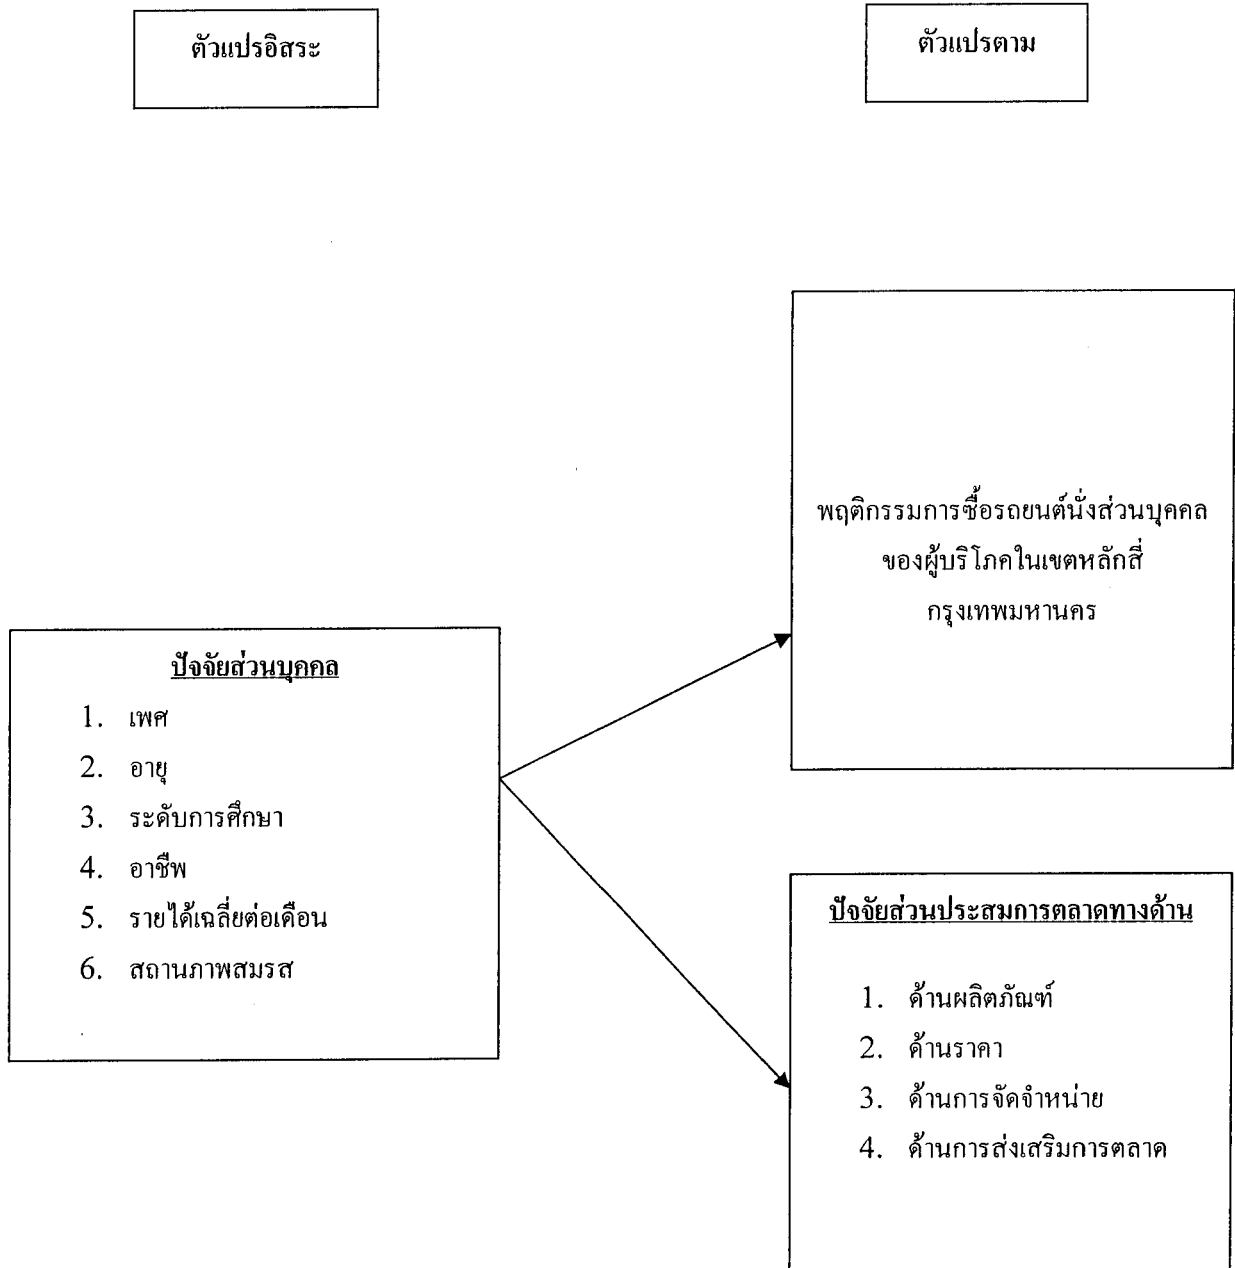 ตัวแปรอิสระ
ตัวแปรตาม
พฤติกรรมการซื้อรถยนต์นั่งส่วนบุคคล
ของผู้บริโภคในเขตหลักสี่
กรุงเทพมหานคร
ปัจจัยส่วนบุคคล
1. เพศ
2. อายุ
3. ระดับการศึกษา
4. อาชีพ
5. รายได้เฉลี่ยต่อเดือน
6. สถานภาพสมรส
ปัจจัยส่วนประสมการตลาดทางด้าน
1. ด้านผลิตภัณฑ์
2. ด้านราคา
3. ด้านการจัดจำหน่าย
4. ด้านการส่งเสริมการตลาด